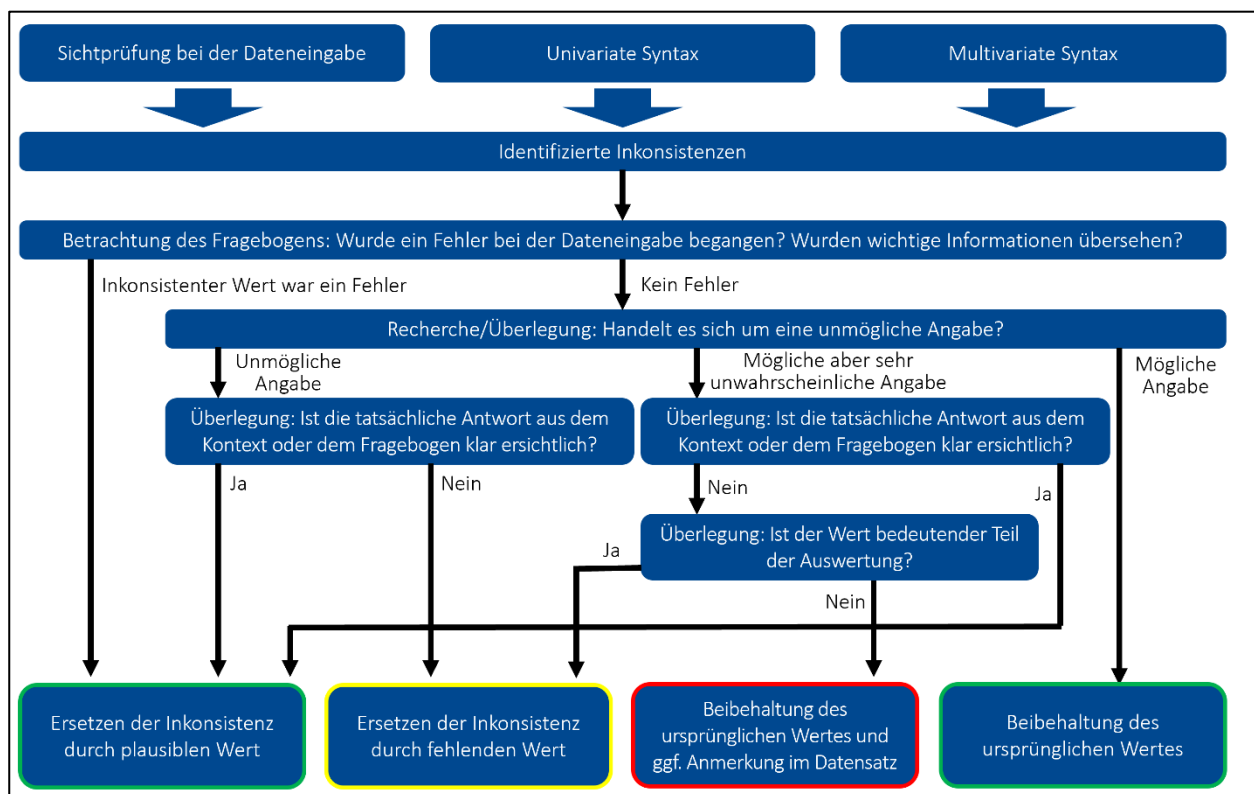 Sichtprüfung bei der Dateneingabe
Univariate Syntax
Multivariate Syntax
Identifizierte Inkonsistenzen
Betrachtung des Fragebogens: Wurde ein Fehler bei der Dateneingabe begangen? Wurden wichtige Informationen übersehen?
Inkonsistenter Wert war ein Fehler
Kein Fehler
Recherche/Überlegung: Handelt es sich um eine unmögliche Angabe?
Unmögliche
Angabe
Mögliche aber sehr
unwahrscheinliche Angabe
Mögliche
Angabe
Überlegung: Ist die tatsächliche Antwort aus dem
Kontext oder dem Fragebogen klar ersichtlich?
Überlegung: Ist die tatsächliche Antwort aus dem
Kontext oder dem Fragebogen klar ersichtlich?
Ja
Nein
Nein
Ja
Überlegung: Ist der Wert bedeutender Teil
der Auswertung?
Ja
Nein
Ersetzen der Inkonsistenz
durch plausiblen Wert
Ersetzen der Inkonsistenz
durch fehlenden Wert
Beibehaltung des
ursprünglichen Wertes und
ggf. Anmerkung im Datensatz
Beibehaltung des
ursprünglichen Wertes